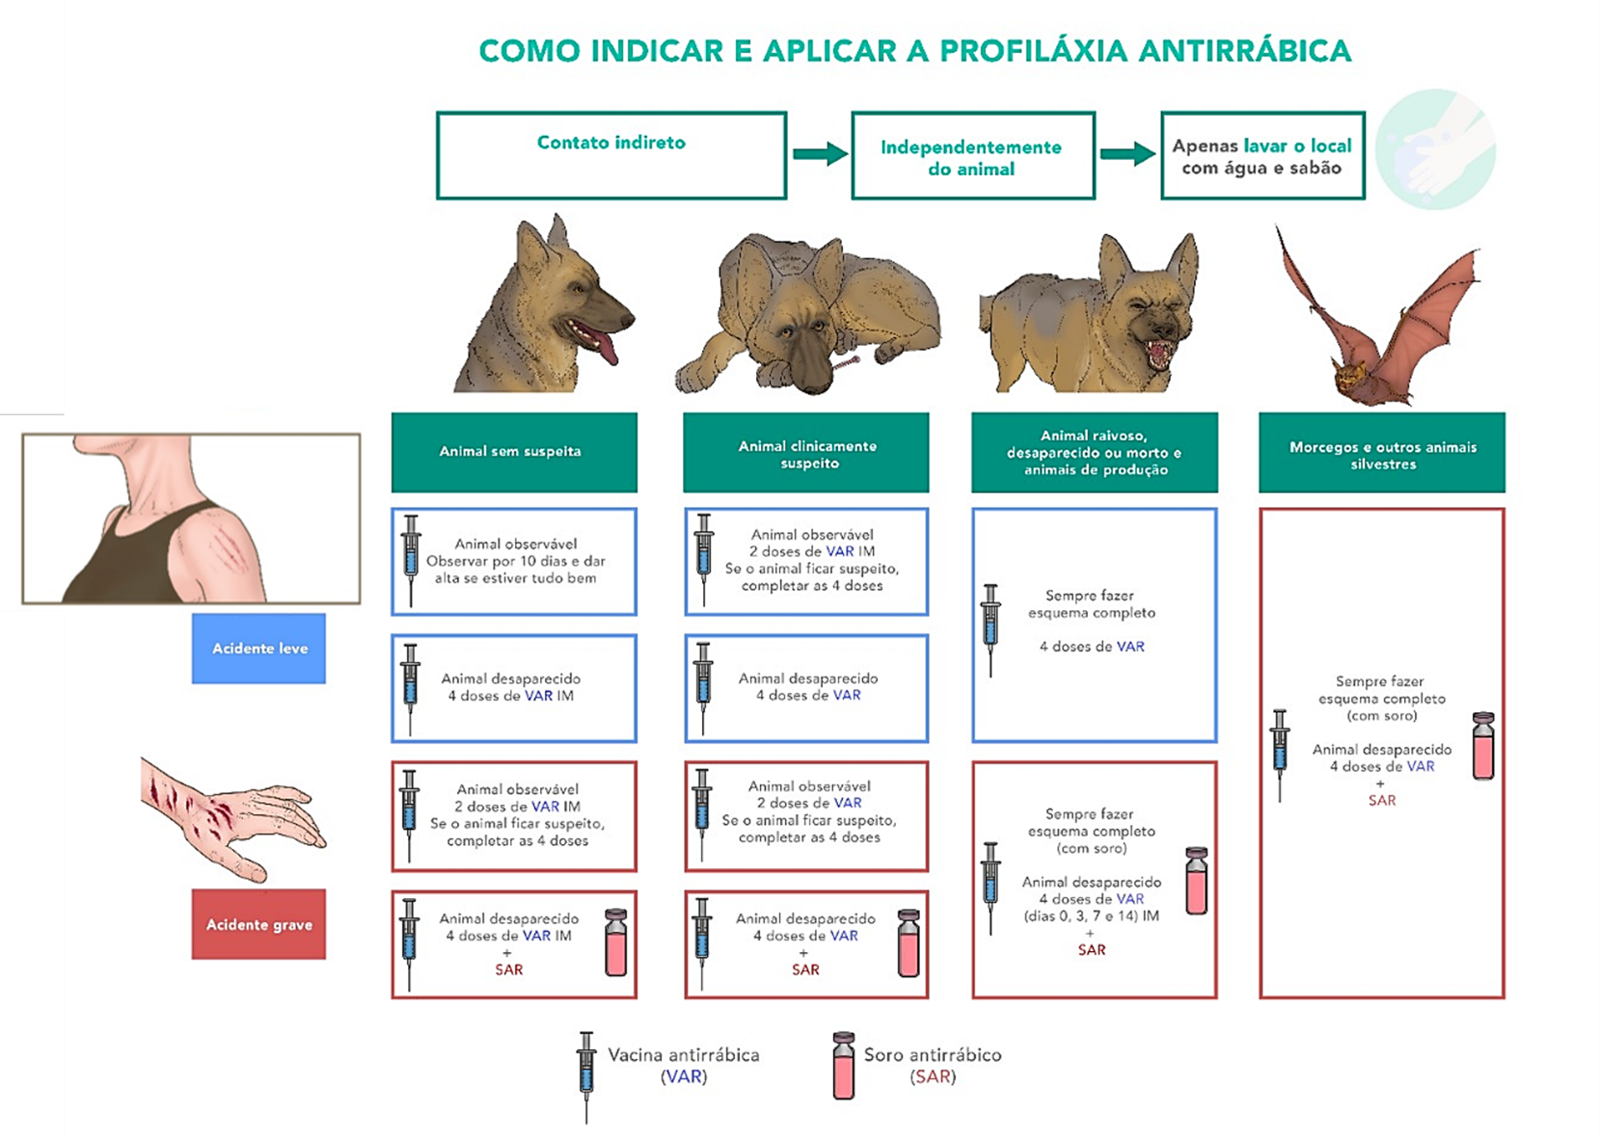 COMO INDICAR E APLICAR A PROFILÁXIA ANTIRRÁBICA
Contato indireto
Independentemente
do animal
Apenas lavar o local
com água e sabão
Animal sem suspeita
Animal clinicamente
suspeito
Animal raivoso,
desaparecido ou morto e
animais de produção
Morcegos e outros animais
silvestres
Acidente leve
Animal observável
Observar por 10 dias e dar
alta se estiver tudo bem
Animal observável
2 doses de VAR IM
Se o animal ficar suspeito,
completar as 4 doses
Sempre fazer
esquema completo
4 doses de VAR
Animal desaparecido
4 doses de VAR IM
Animal desaparecido
4 doses de VAR
Sempre fazer
esquema completo
(com soro)
Animal desaparecido
4 doses de VAR
+
SAR
Acidente grave
Animal observável
2 doses de VAR IM
Se o animal ficar suspeito,
completar as 4 doses
Animal observável
2 doses de VAR
Se o animal ficar suspeito,
completar as 4 doses
Sempre fazer
esquema completo
(com soro)
Animal desaparecido
4 doses de VAR
(dias 0, 3, 7 e 14) IM
+
SAR
Animal desaparecido
4 doses de VAR IM
+
SAR
Animal desaparecido
4 doses de VAR
+
SAR
Vacina antirrábica
(VAR)
Soro antirrábico
(SAR)